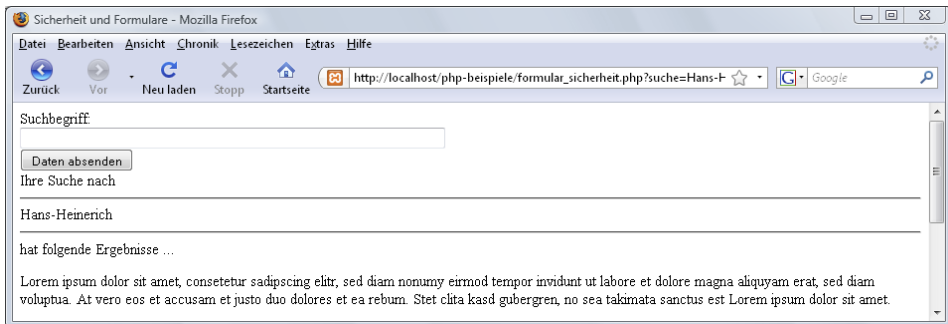 Sicherheit und Formulare - Mozilla Firefox
Datei Bearbeiten Ansicht Chronik Lesezeichen Extras Hilfe
Zurück Vor Neu laden Stopp Startseite http://localhost/php-beispiele/formular_sicherheit.php?suche=Hans-H G Google
Suchbegriff:
Daten absenden
Ihre Suche nach
Hans-Heinerich
hat folgende Ergebnisse ...
Lorem ipsum dolor sit amet, consetetur sadipscing elitr, sed diam nonumy eirmod tempor invidunt ut labore et dolore magna aliquyam erat, sed diam
voluptua. At vero eos et accusam et justo duo dolores et ea rebum. Stet clita kasd gubergren, no sea takimata sanctus est Lorem ipsum dolor sit amet.